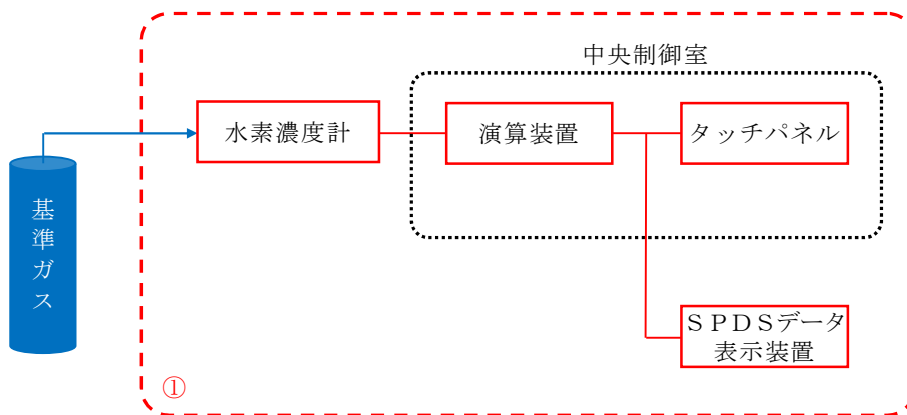 中央制御室
水素濃度計
演算装置
タッチパネル
基準ガス
ＳＰＤＳデータ
表示装置
①